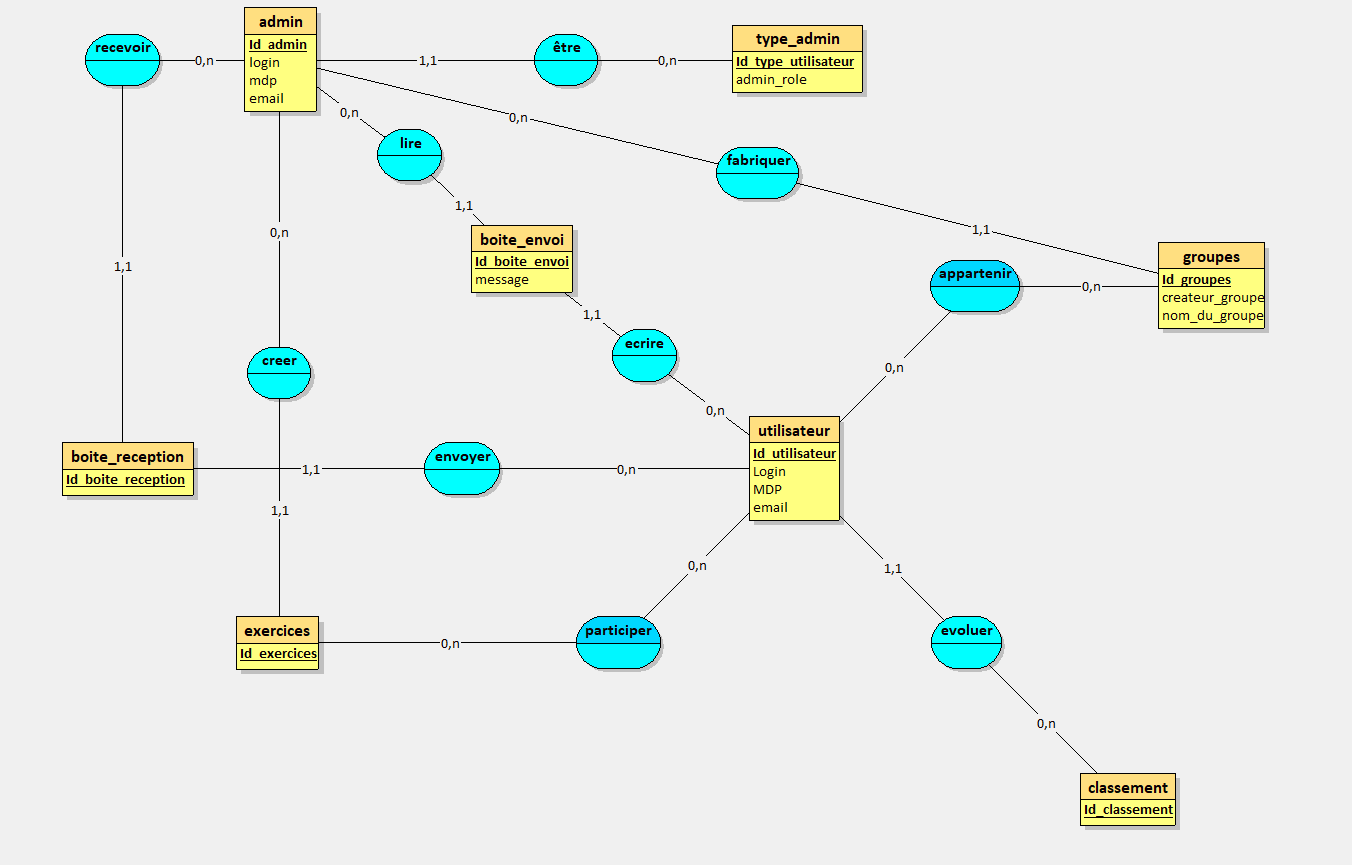 admin
Id_admin
login
mdp
email
recevoir
0,n
1,1
être
0,n
type_admin
Id_type_utilisateur
admin_role
0,n
lire
1,1
0,n
fabriquer
1,1
boite_envoi
Id_boite_envoi
message
groupes
Id_groupes
createur_groupe
nom_du_groupe
appartenir
0,n
0,n
1,1
0,n
1,1
ecrire
0,n
creer
utilisateur
Id_utilisateur
Login
MDP
email
boite_reception
Id_boite_reception
1,1
envoyer
0,n
1,1
0,n
1,1
exercices
Id_exercices
0,n
participer
evoluer
0,n
classement
Id_classement